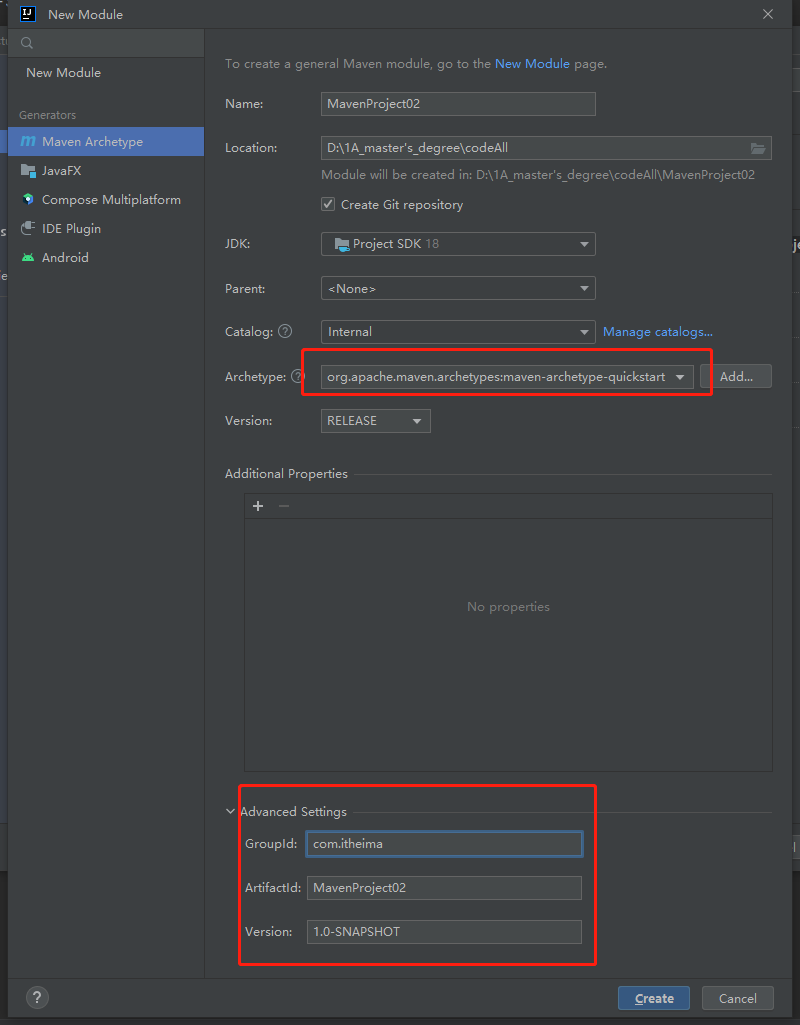 New Module
New Module
Generators
Maven Archetype
JavaFX
Compose Multiplatform
IDE Plugin
Android
To create a general Maven module, go to the New Module page.
Name: MavenProject02
Location: D:\1A_master's_degree\codeAll
Module will be created in: D:\1A_master's_degree\codeAll\MavenProject02
Create Git repository
JDK: Project SDK 18
Parent: <None>
Catalog: ? Internal Manage catalogs...
Archetype: ? org.apache.maven.archetypes:maven-archetype-quickstart Add...
Version: RELEASE
Additional Properties
No properties
Advanced Settings
GroupId: com.itheima
ArtifactId: MavenProject02
Version: 1.0-SNAPSHOT
? Create Cancel